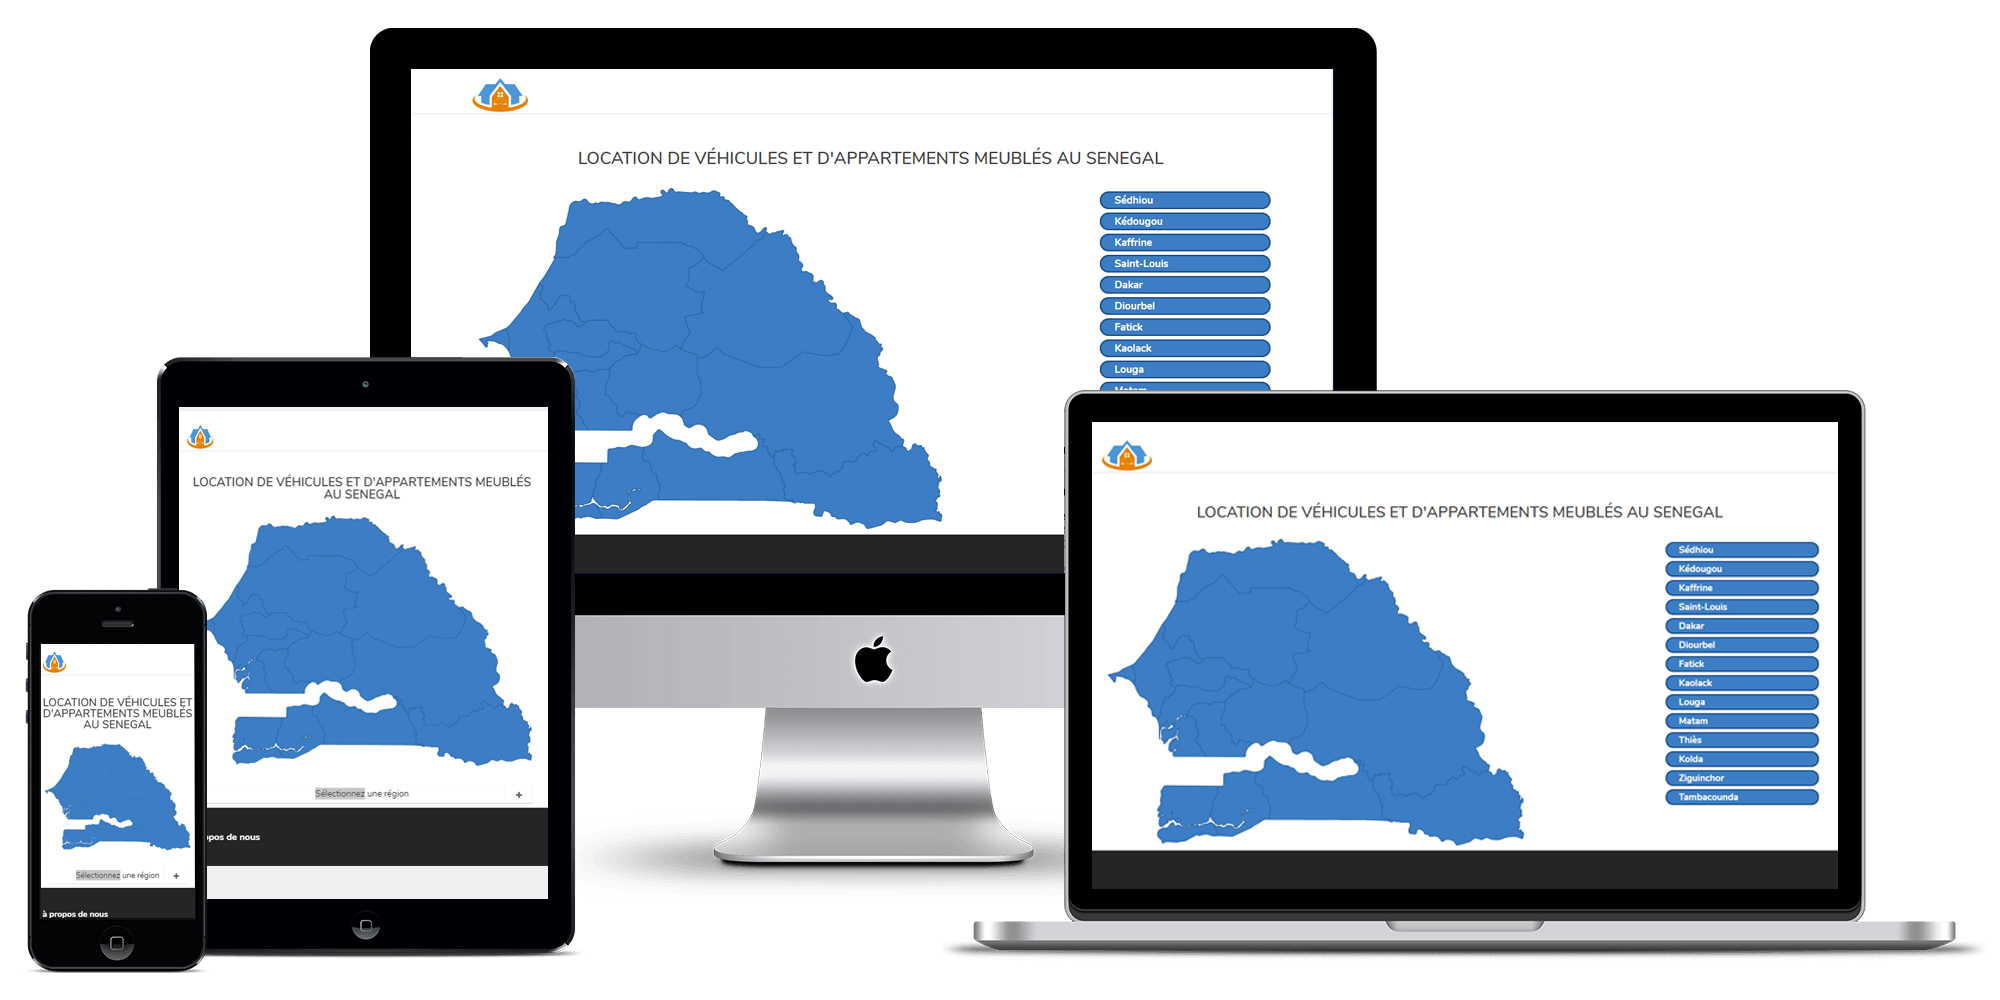 LOCATION DE VÉHICULES ET D'APPARTEMENTS MEUBLÉS AU SENEGAL
Sédhiou
Kédougou
Kaffrine
Saint-Louis
Dakar
Diourbel
Fatick
Kaolack
Louga
Matam
LOCATION DE VÉHICULES ET D'APPARTEMENTS MEUBLÉS
AU SENEGAL
Sélectionnez une région
+
opos de nous
LOCATION DE VÉHICULES ET
D'APPARTEMENTS MEUBLÉS
AU SENEGAL
Sélectionnez une région
+
à propos de nous
LOCATION DE VÉHICULES ET D'APPARTEMENTS MEUBLÉS AU SENEGAL
Sédhiou
Kédougou
Kaffrine
Saint-Louis
Dakar
Diourbel
Fatick
Kaolack
Louga
Matam
Thiès
Kolda
Ziguinchor
Tambacounda